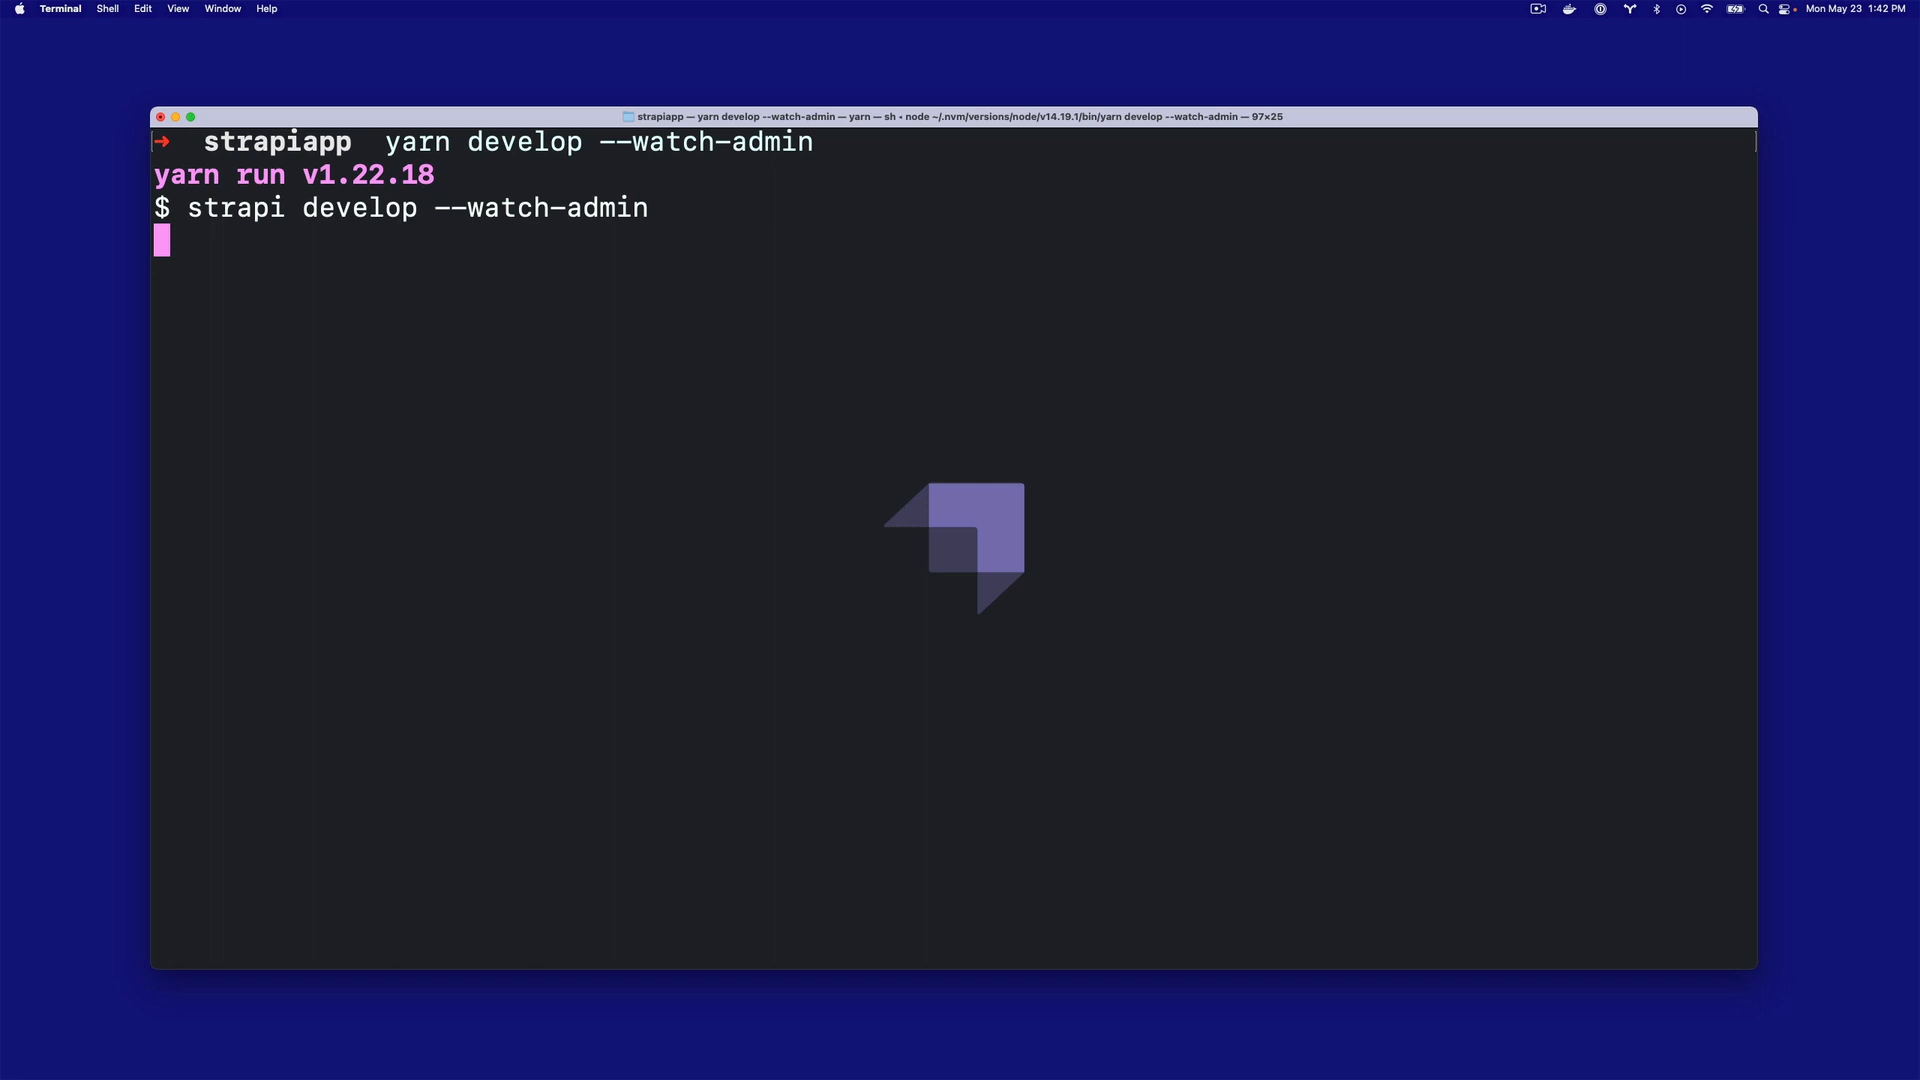 Terminal Shell Edit View Window Help Mon May 23 1:42 PM
strapiapp — yarn develop --watch-admin — yarn — sh ◂ node ~/.nvm/versions/node/v14.19.1/bin/yarn develop --watch-admin — 97×25
➜ strapiapp yarn develop --watch-admin
yarn run v1.22.18
$ strapi develop --watch-admin